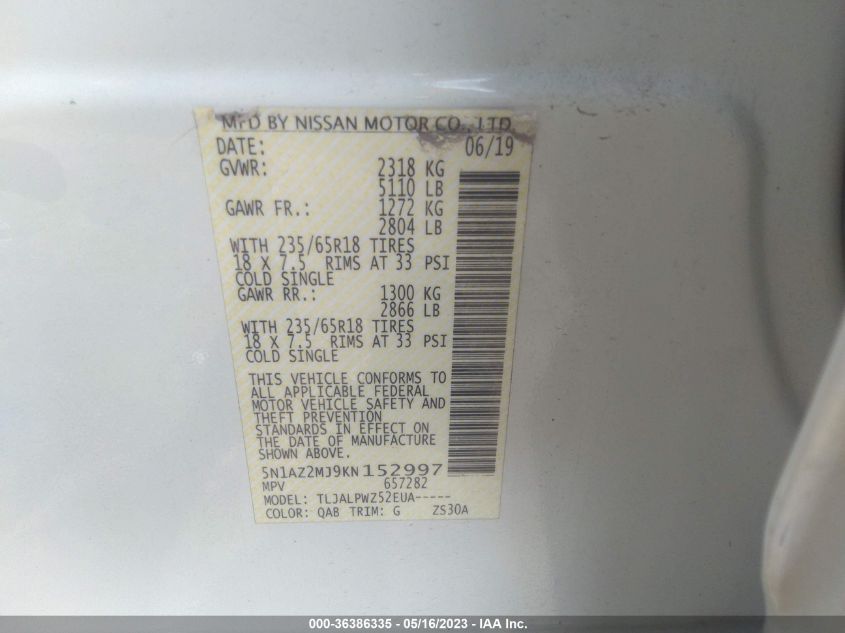 MFD BY NISSAN MOTOR CO., LTD
DATE: 06/19
GVWR: 2318 KG
5110 LB
GAWR FR.: 1272 KG
2804 LB
WITH 235/65R18 TIRES
18 X 7.5 RIMS AT 33 PSI
COLD SINGLE
GAWR RR.: 1300 KG
2866 LB
WITH 235/65R18 TIRES
18 X 7.5 RIMS AT 33 PSI
COLD SINGLE
THIS VEHICLE CONFORMS TO
ALL APPLICABLE FEDERAL
MOTOR VEHICLE SAFETY AND
THEFT PREVENTION
STANDARDS IN EFFECT ON
THE DATE OF MANUFACTURE
SHOWN ABOVE.
5N1AZ2MJ9KN152997
MPV 657282
MODEL: TLJALPWZ52EUA-----
COLOR: QAB TRIM: G ZS30A
000-36386335 - 05/16/2023 - IAA Inc.